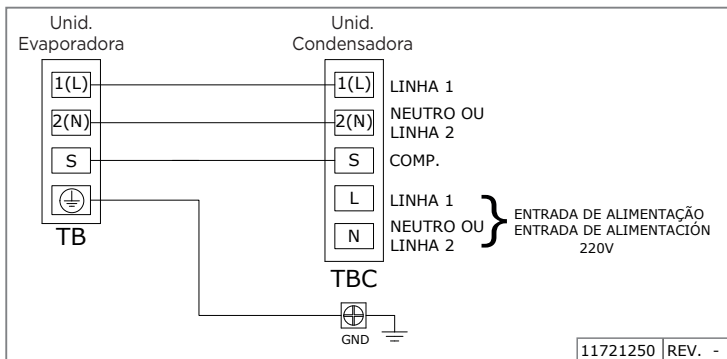 Unid.
Evaporadora
Unid.
Condensadora
1(L)
1(L)
LINHA 1
2(N)
2(N)
NEUTRO OU
LINHA 2
S
S
COMP.
L
LINHA 1
N
NEUTRO OU
LINHA 2
}
ENTRADA DE ALIMENTAÇÃO
ENTRADA DE ALIMENTACIÓN
220V
TB
TBC
GND
11721250
REV. -